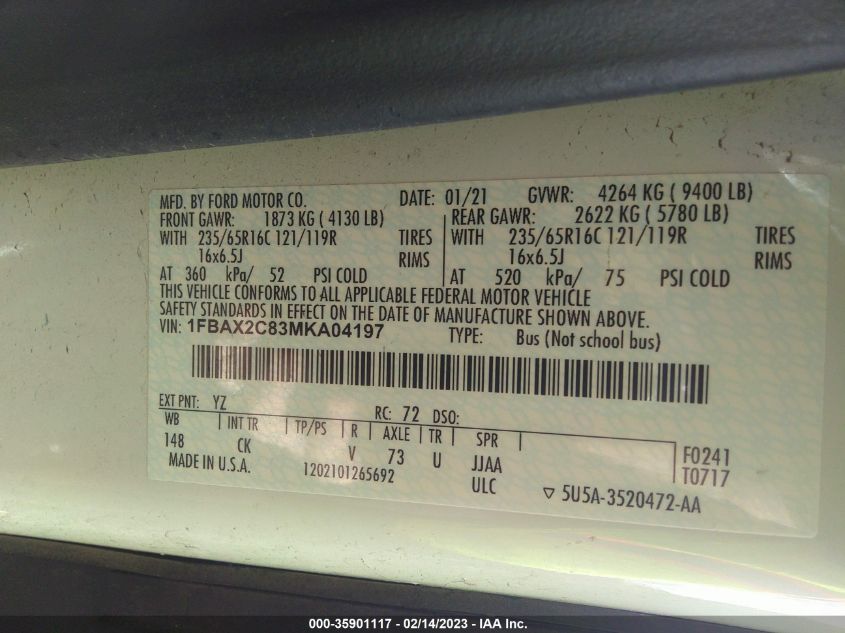 MFD. BY FORD MOTOR CO. DATE: 01/21 GVWR: 4264 KG ( 9400 LB)
FRONT GAWR: 1873 KG ( 4130 LB) REAR GAWR: 2622 KG ( 5780 LB)
WITH 235/65R16C 121/119R TIRES WITH 235/65R16C 121/119R TIRES
16x6.5J RIMS 16x6.5J RIMS
AT 360 kPa/ 52 PSI COLD AT 520 kPa/ 75 PSI COLD
THIS VEHICLE CONFORMS TO ALL APPLICABLE FEDERAL MOTOR VEHICLE
SAFETY STANDARDS IN EFFECT ON THE DATE OF MANUFACTURE SHOWN ABOVE.
VIN: 1FBAX2C83MKA04197 TYPE: Bus (Not school bus)
EXT PNT: YZ RC: 72 DSO:
WB INT TR TP/PS R AXLE TR SPR F0241
148 CK V 73 U JJAA T0717
MADE IN U.S.A. 1202101265692 ULC ▽ 5U5A-3520472-AA
000-35901117 - 02/14/2023 - IAA Inc.